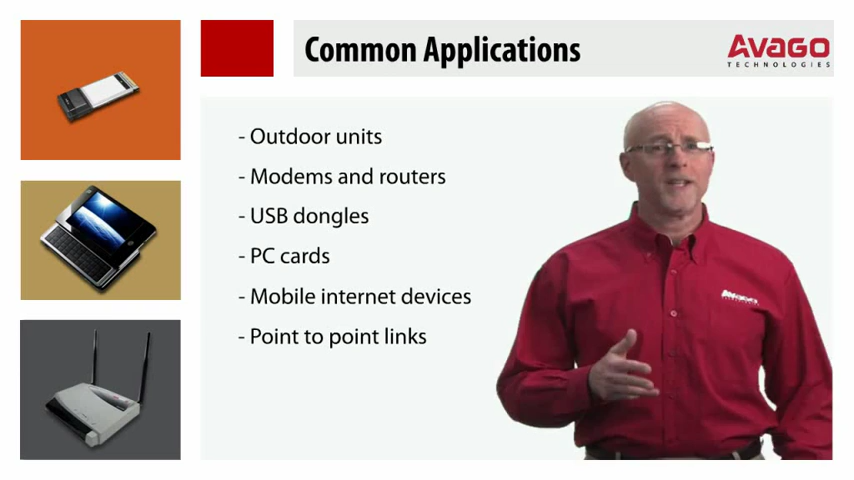 Common Applications
AVAGO
TECHNOLOGIES
- Outdoor units
- Modems and routers
- USB dongles
- PC cards
- Mobile internet devices
- Point to point links